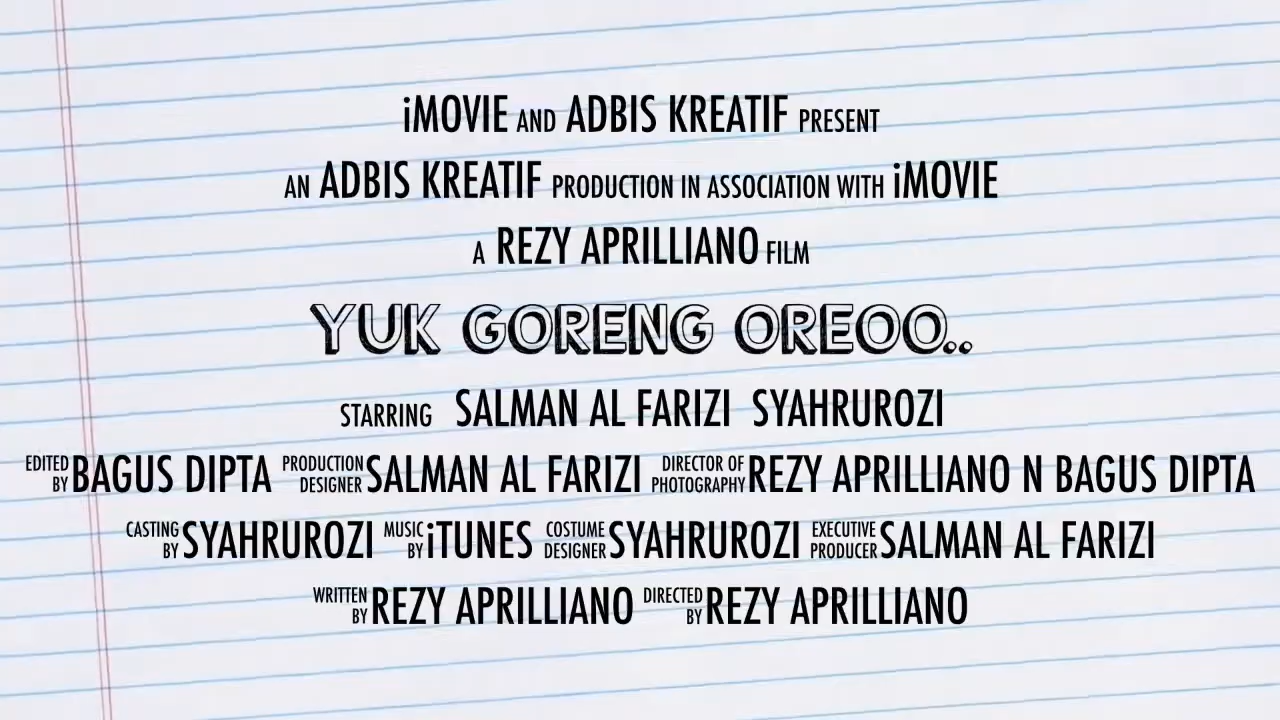 iMOVIE AND ADBIS KREATIF PRESENT
AN ADBIS KREATIF PRODUCTION IN ASSOCIATION WITH iMOVIE
A REZY APRILLIANO FILM
YUK GORENG OREOO..
STARRING SALMAN AL FARIZI SYAHRUROZI
EDITED BY BAGUS DIPTA PRODUCTION DESIGNER SALMAN AL FARIZI DIRECTOR OF PHOTOGRAPHY REZY APRILLIANO N BAGUS DIPTA
CASTING BY SYAHRUROZI MUSIC BY iTUNES COSTUME DESIGNER SYAHRUROZI EXECUTIVE PRODUCER SALMAN AL FARIZI
WRITTEN BY REZY APRILLIANO DIRECTED BY REZY APRILLIANO